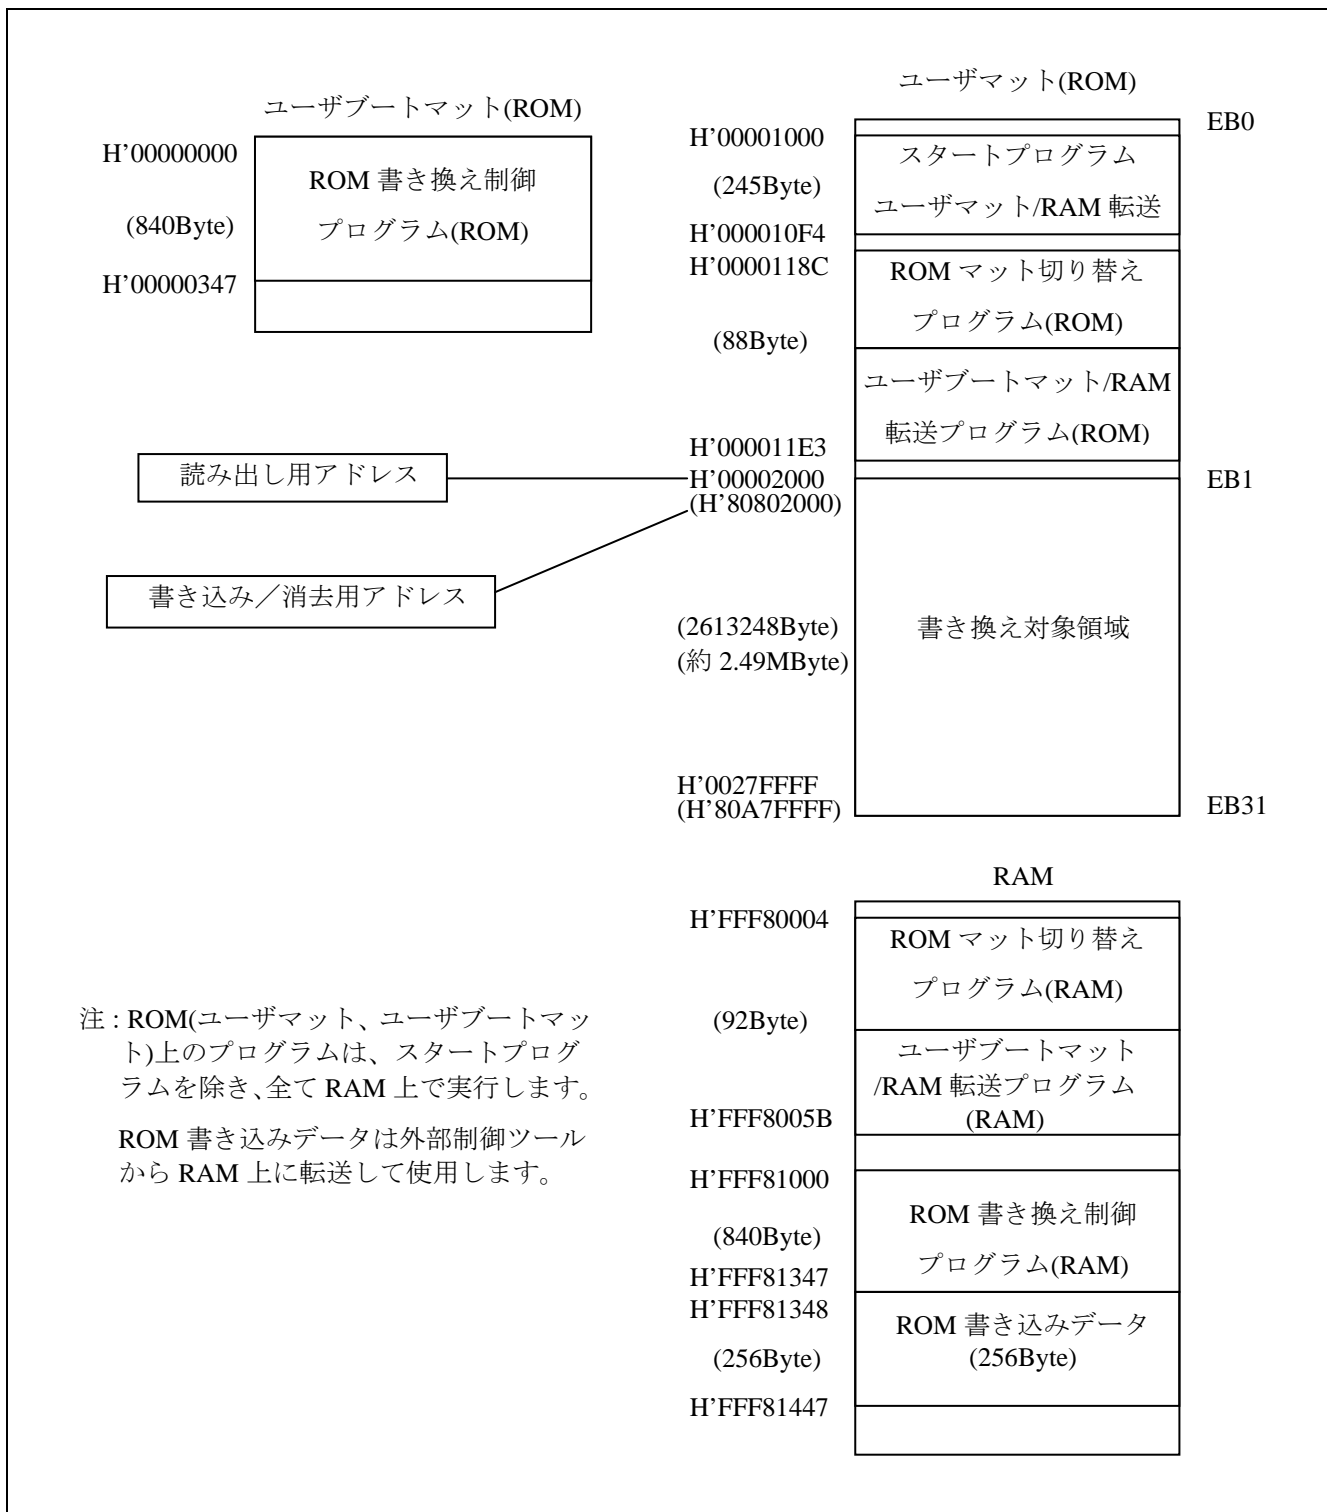 ユーザブートマット(ROM)
H’00000000
(840Byte)
H’00000347
ROM 書き換え制御
プログラム(ROM)
ユーザマット(ROM)
EB0
H’00001000
(245Byte)
H’000010F4
スタートプログラム
ユーザマット/RAM 転送
H’0000118C
(88Byte)
ROM マット切り替え
プログラム(ROM)
ユーザブートマット/RAM
転送プログラム(ROM)
H’000011E3
H’00002000
(H’80802000)
EB1
読み出し用アドレス
書き込み／消去用アドレス
(2613248Byte)
(約 2.49MByte)
書き換え対象領域
H’0027FFFF
(H’80A7FFFF)
EB31
RAM
H’FFF80004
(92Byte)
H’FFF8005B
ROM マット切り替え
プログラム(RAM)
ユーザブートマット
/RAM 転送プログラム
(RAM)
H’FFF81000
(840Byte)
H’FFF81347
ROM 書き換え制御
プログラム(RAM)
H’FFF81348
(256Byte)
H’FFF81447
ROM 書き込みデータ
(256Byte)
注 : ROM(ユーザマット、ユーザブートマッ
ト)上のプログラムは、スタートプログ
ラムを除き、全て RAM 上で実行します。
ROM 書き込みデータは外部制御ツール
から RAM 上に転送して使用します。